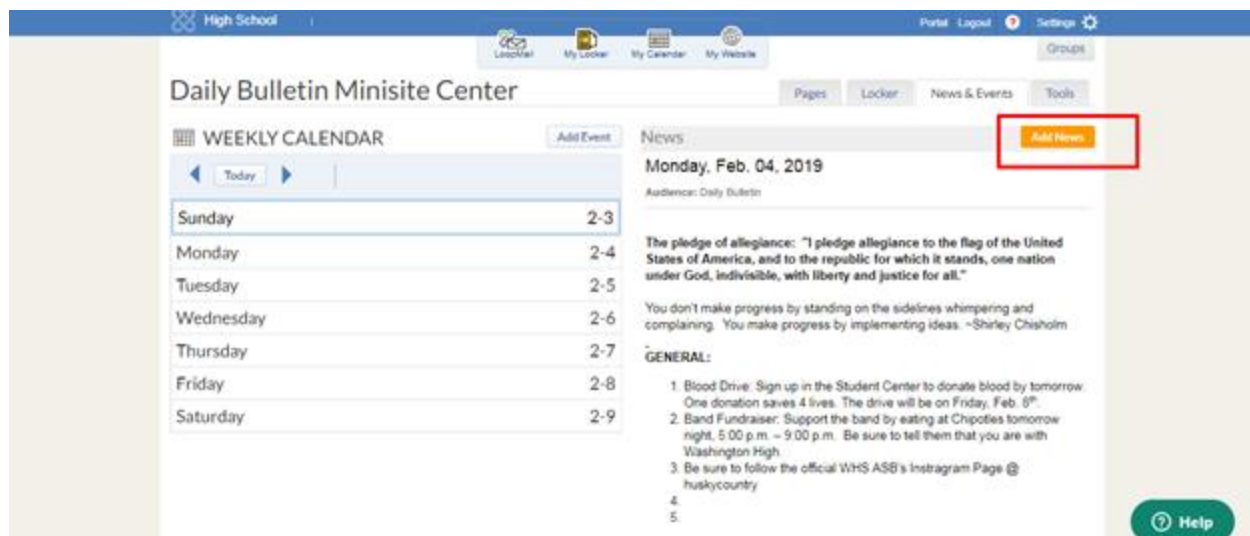 High School
Portal Logout ? Settings
LoopMail My Locker My Calendar My Website
Groups
Daily Bulletin Minisite Center
Pages Locker News & Events Tools
WEEKLY CALENDAR
Add Event
Today
Sunday 2-3
Monday 2-4
Tuesday 2-5
Wednesday 2-6
Thursday 2-7
Friday 2-8
Saturday 2-9
News
Add News
Monday, Feb. 04, 2019
Audience: Daily Bulletin
The pledge of allegiance: "I pledge allegiance to the flag of the United
States of America, and to the republic for which it stands, one nation
under God, indivisible, with liberty and justice for all."
You don't make progress by standing on the sidelines whimpering and
complaining. You make progress by implementing ideas. ~Shirley Chisholm
GENERAL:
1. Blood Drive: Sign up in the Student Center to donate blood by tomorrow.
One donation saves 4 lives. The drive will be on Friday, Feb. 8th.
2. Band Fundraiser: Support the band by eating at Chipotles tomorrow
night, 5:00 p.m. – 9:00 p.m. Be sure to tell them that you are with
Washington High.
3. Be sure to follow the official WHS ASB's Instragram Page @
huskycountry
4.
5.
? Help